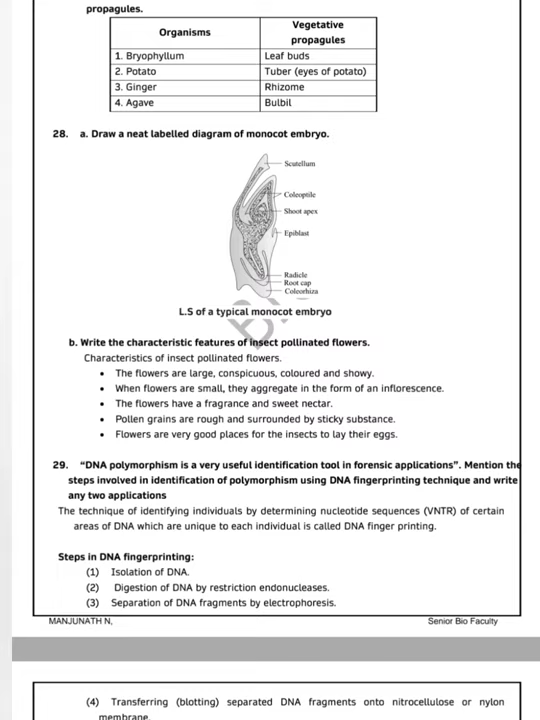 propagules.
Organisms
Vegetative propagules
1. Bryophyllum
Leaf buds
2. Potato
Tuber (eyes of potato)
3. Ginger
Rhizome
4. Agave
Bulbil
28. a. Draw a neat labelled diagram of monocot embryo.
Scutellum
Coleoptile
Shoot apex
Epiblast
Radicle
Root cap
Coleorhiza
L.S of a typical monocot embryo
b. Write the characteristic features of insect pollinated flowers.
Characteristics of insect pollinated flowers.
• The flowers are large, conspicuous, coloured and showy.
• When flowers are small, they aggregate in the form of an inflorescence.
• The flowers have a fragrance and sweet nectar.
• Pollen grains are rough and surrounded by sticky substance.
• Flowers are very good places for the insects to lay their eggs.
29. “DNA polymorphism is a very useful identification tool in forensic applications”. Mention the
steps involved in identification of polymorphism using DNA fingerprinting technique and write
any two applications
The technique of identifying individuals by determining nucleotide sequences (VNTR) of certain
areas of DNA which are unique to each individual is called DNA finger printing.
Steps in DNA fingerprinting:
(1) Isolation of DNA.
(2) Digestion of DNA by restriction endonucleases.
(3) Separation of DNA fragments by electrophoresis.
MANJUNATH N,
Senior Bio Faculty
(4) Transferring (blotting) separated DNA fragments onto nitrocellulose or nylon
membrane.